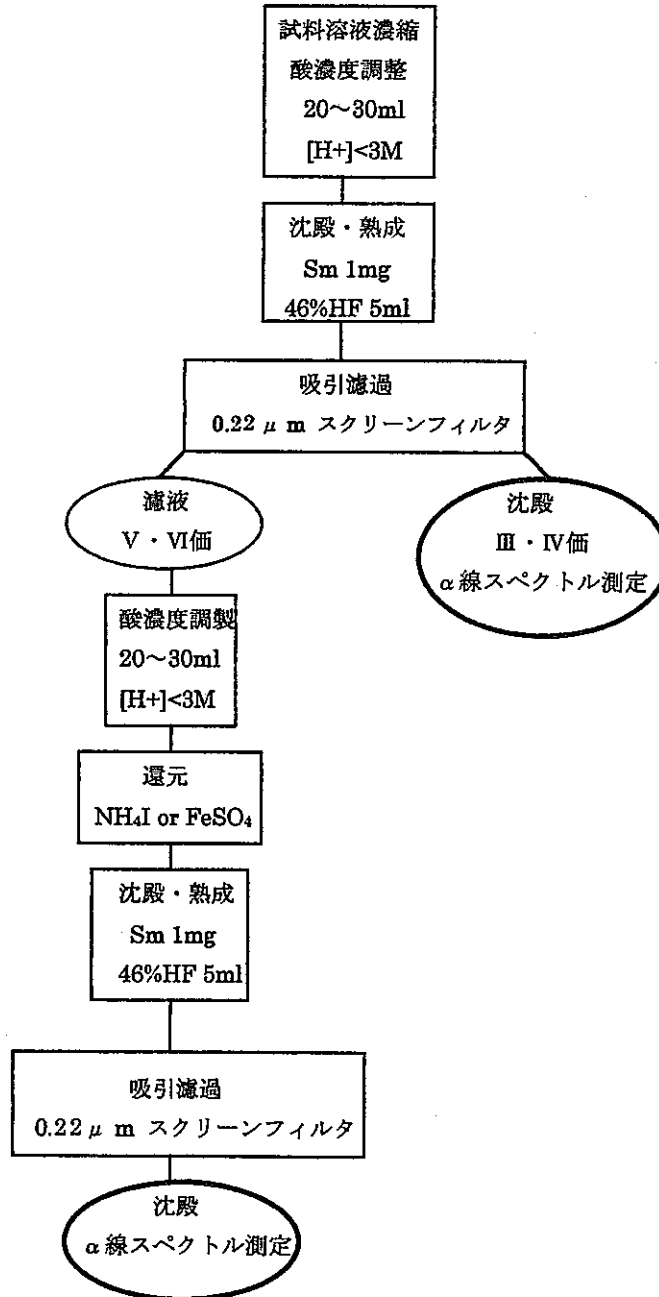 試料溶液濃縮
酸濃度調整
20～30ml
[H+]<3M
沈殿・熟成
Sm 1mg
46%HF 5ml
吸引濾過
0.22 μ m スクリーンフィルタ
濾液
Ⅴ・Ⅵ価
沈殿
Ⅲ・Ⅳ価
α線スペクトル測定
酸濃度調製
20～30ml
[H+]<3M
還元
NH₄I or FeSO₄
沈殿・熟成
Sm 1mg
46%HF 5ml
吸引濾過
0.22 μ m スクリーンフィルタ
沈殿
α線スペクトル測定